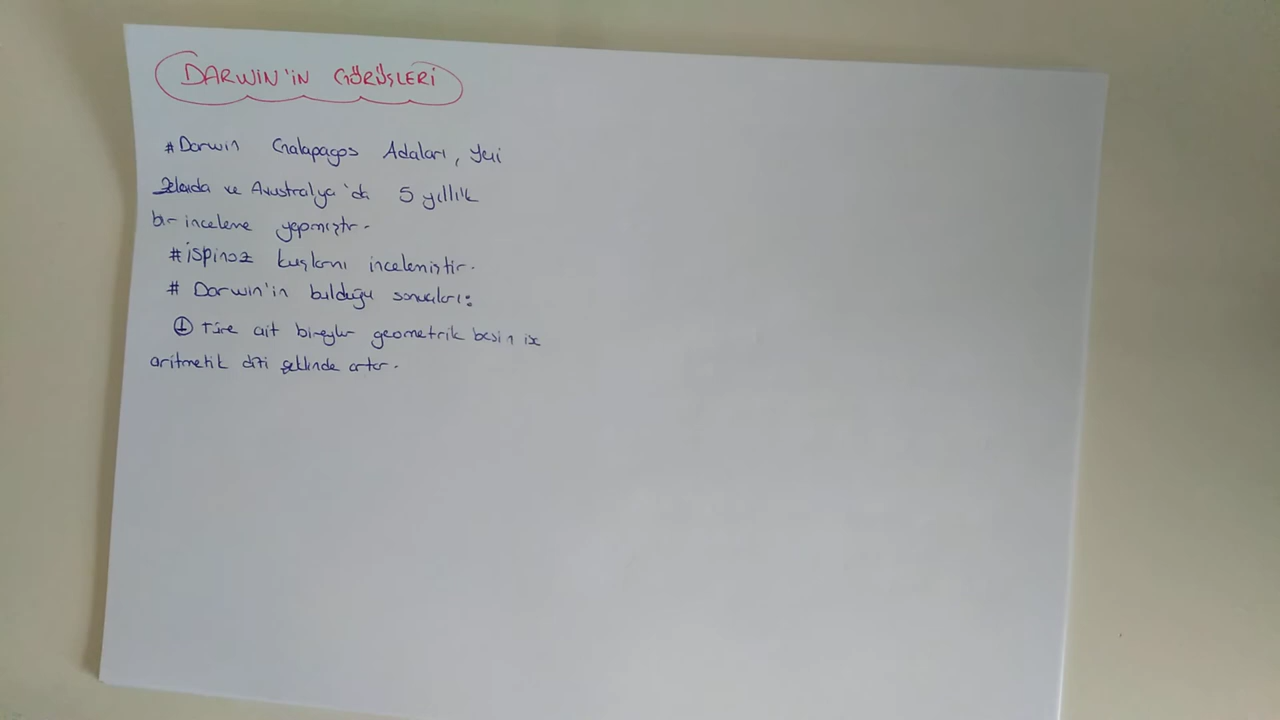 DARWIN'İN GÖRÜŞLERİ
# Darwin Galapagos Adaları, Yeni
Zelanda ve Avustralya'da 5 yıllık
bir inceleme yapmıştır.
# İspinoz kuşlarını incelemiştir.
# Darwin'in bulduğu sonuçları:
① Türe ait bireyler geometrik besin ise
aritmetik dizi şeklinde artar.